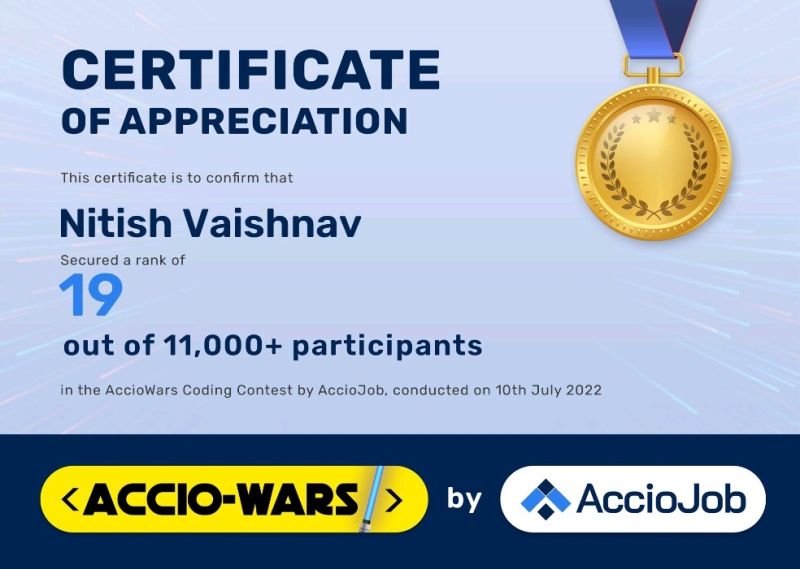 CERTIFICATE
OF APPRECIATION
This certificate is to confirm that
Nitish Vaishnav
Secured a rank of
19
out of 11,000+ participants
in the AccioWars Coding Contest by AccioJob, conducted on 10th July 2022
<ACCIO-WARS> by AccioJob